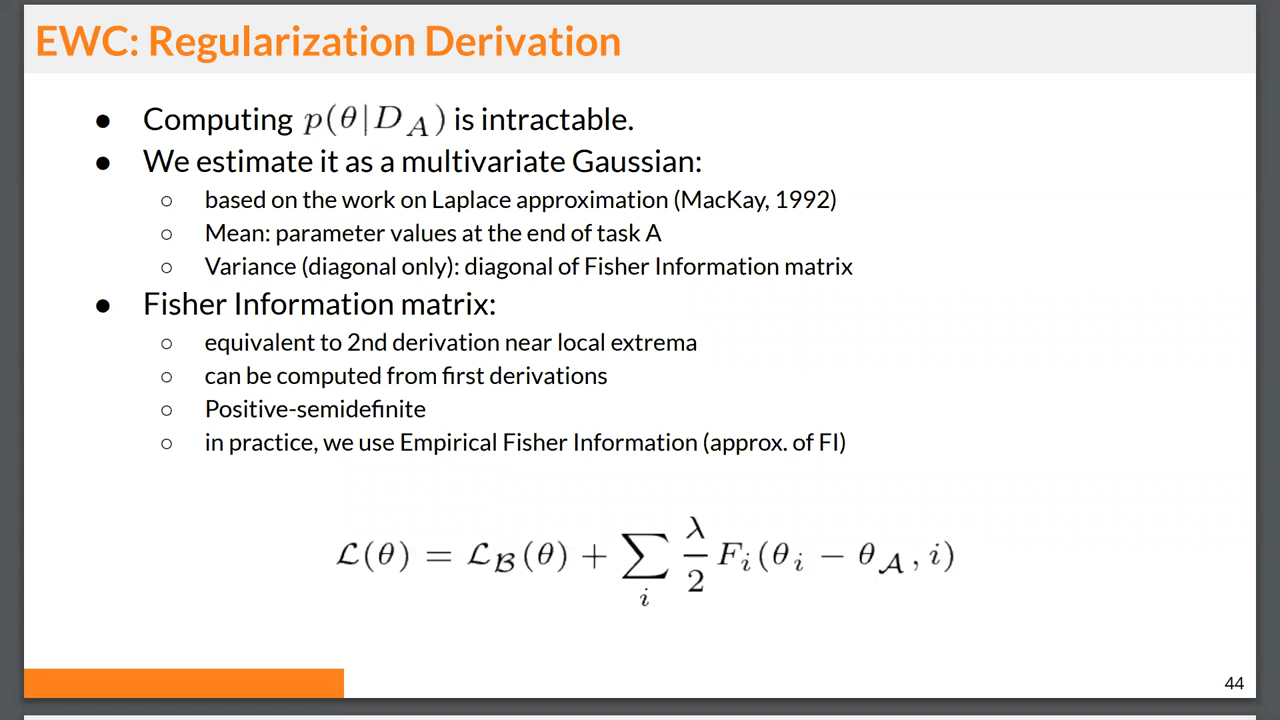 EWC: Regularization Derivation
● Computing p(θ|D_A) is intractable.
● We estimate it as a multivariate Gaussian:
○ based on the work on Laplace approximation (MacKay, 1992)
○ Mean: parameter values at the end of task A
○ Variance (diagonal only): diagonal of Fisher Information matrix
● Fisher Information matrix:
○ equivalent to 2nd derivation near local extrema
○ can be computed from first derivations
○ Positive-semidefinite
○ in practice, we use Empirical Fisher Information (approx. of FI)
ℒ(θ) = ℒ_ℬ(θ) + ∑_i λ/2 F_i(θ_i − θ_𝒜,i)
44